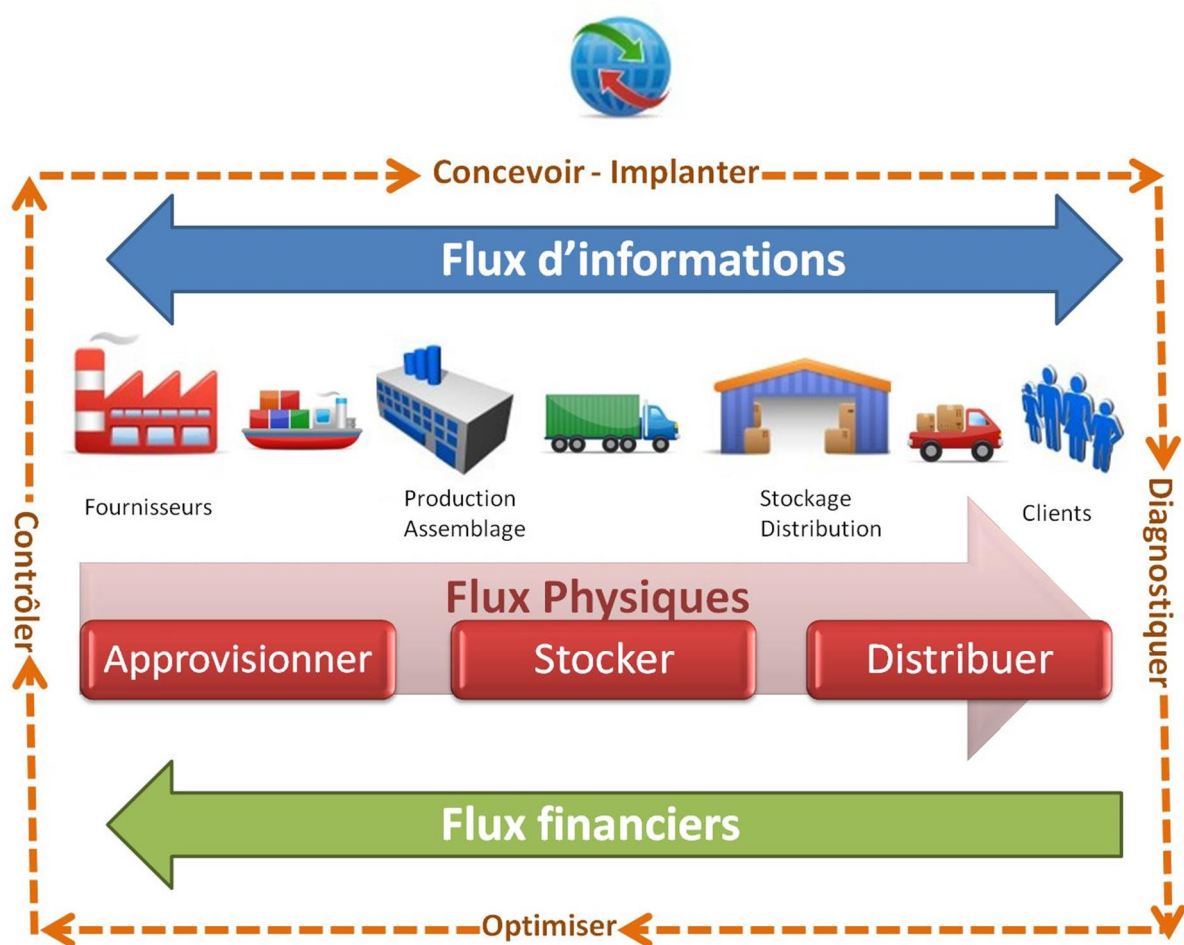 Concevoir - Implanter
Flux d’informations
Fournisseurs
Production
Assemblage
Stockage
Distribution
Clients
Contrôler
Diagnostiquer
Flux Physiques
Approvisionner
Stocker
Distribuer
Flux financiers
Optimiser